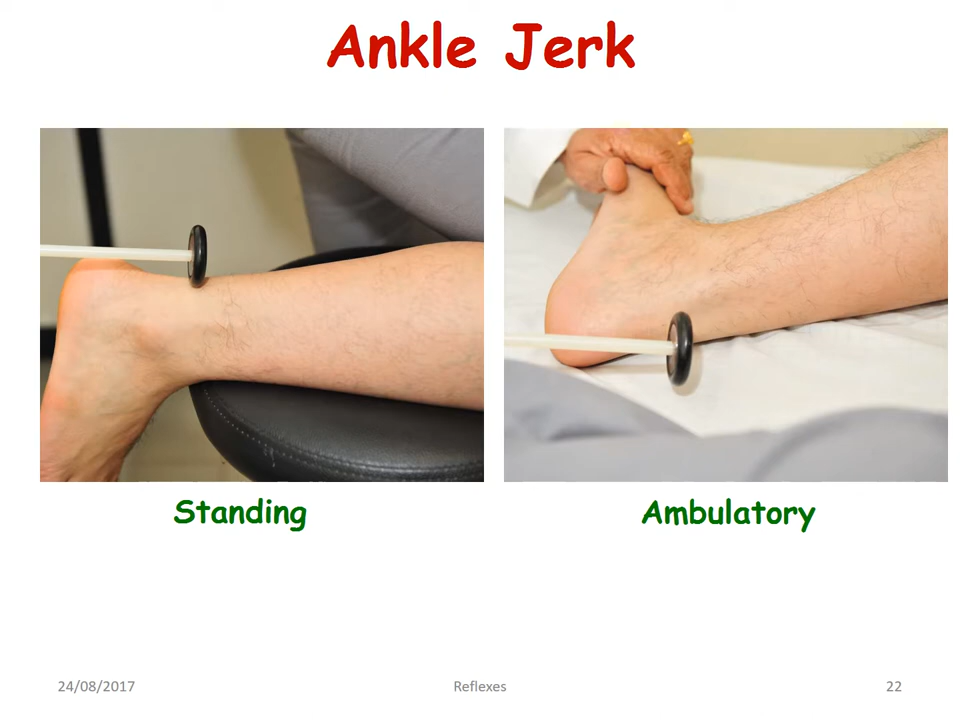 Ankle Jerk
Standing
Ambulatory
24/08/2017
Reflexes
22